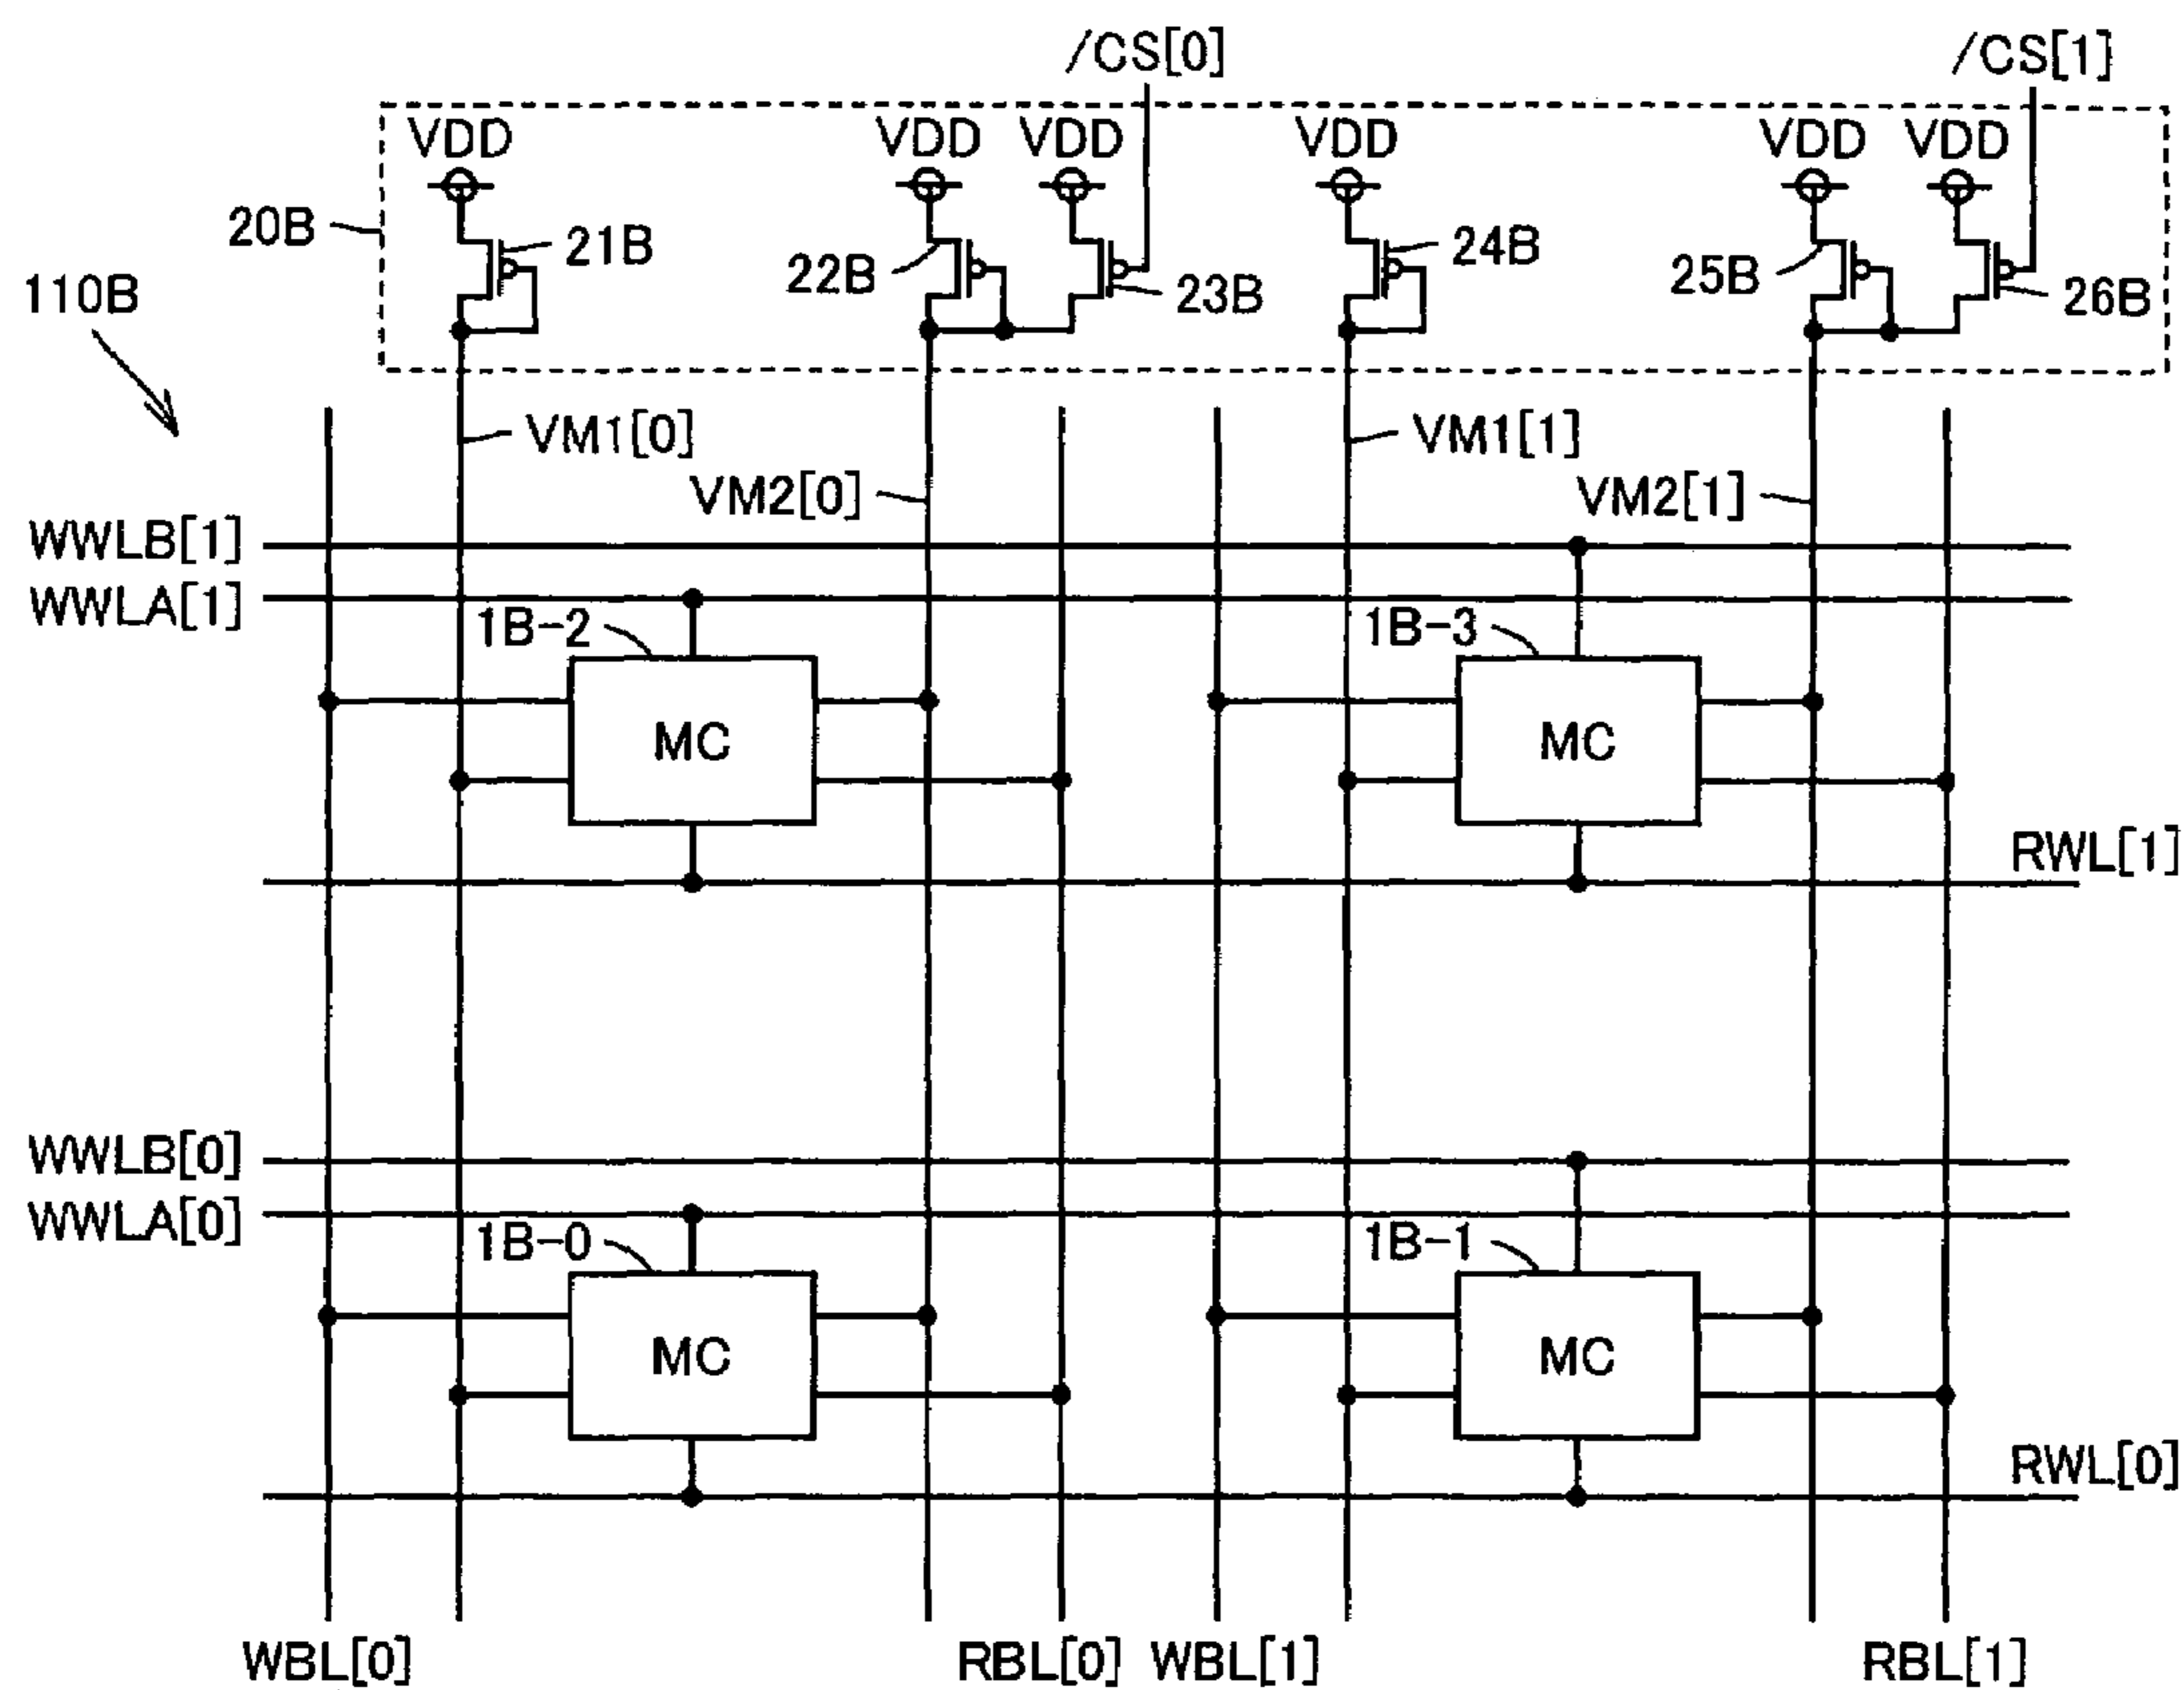 /CS[0] /CS[1]
VDD VDD VDD VDD VDD VDD
20B 21B 22B 23B 24B 25B 26B
110B
VM1[0] VM1[1]
VM2[0] VM2[1]
WWLB[1]
WWLA[1]
1B-2 1B-3
MC MC
RWL[1]
WWLB[0]
WWLA[0]
1B-0 1B-1
MC MC
RWL[0]
WBL[0] RBL[0] WBL[1] RBL[1]